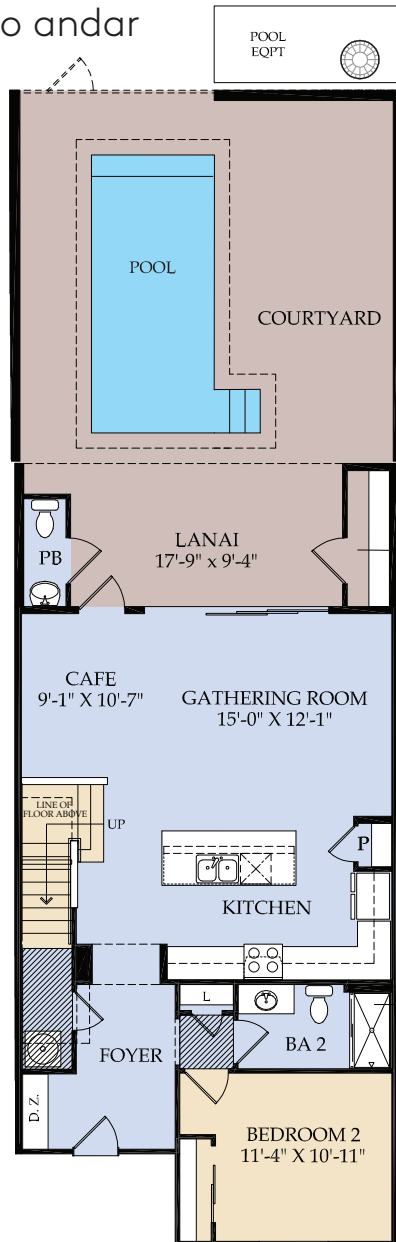 o andar
POOL
EQPT
POOL
COURTYARD
LANAI
17'-9" x 9'-4"
PB
CAFE
9'-1" X 10'-7"
GATHERING ROOM
15'-0" X 12'-1"
LINE OF
FLOOR ABOVE
UP
P
KITCHEN
L
BA 2
FOYER
D. Z.
BEDROOM 2
11'-4" X 10'-11"